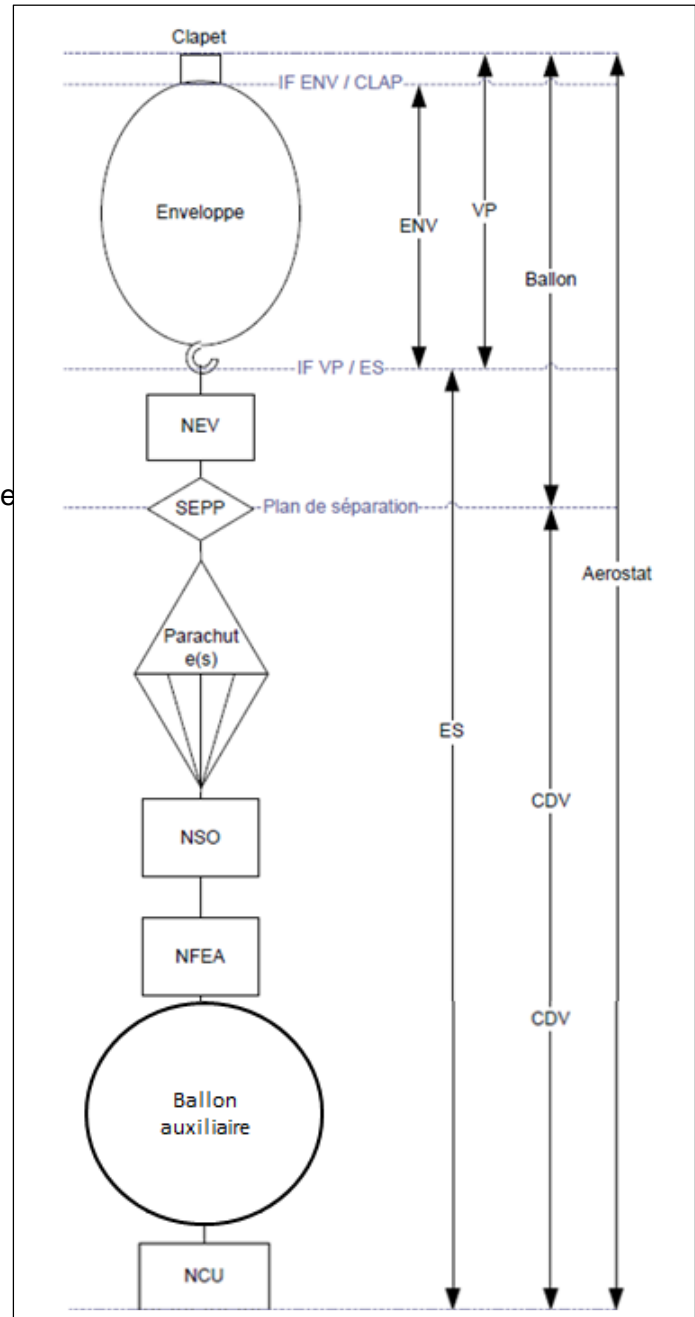 Clapet
IF ENV / CLAP
VP
Enveloppe
ENV
Ballon
IF VP / ES
NEV
e
SEPP
Plan de séparation
Aerostat
Parachut
e(s)
ES
CDV
NSO
NFEA
CDV
Ballon
auxiliaire
NCU